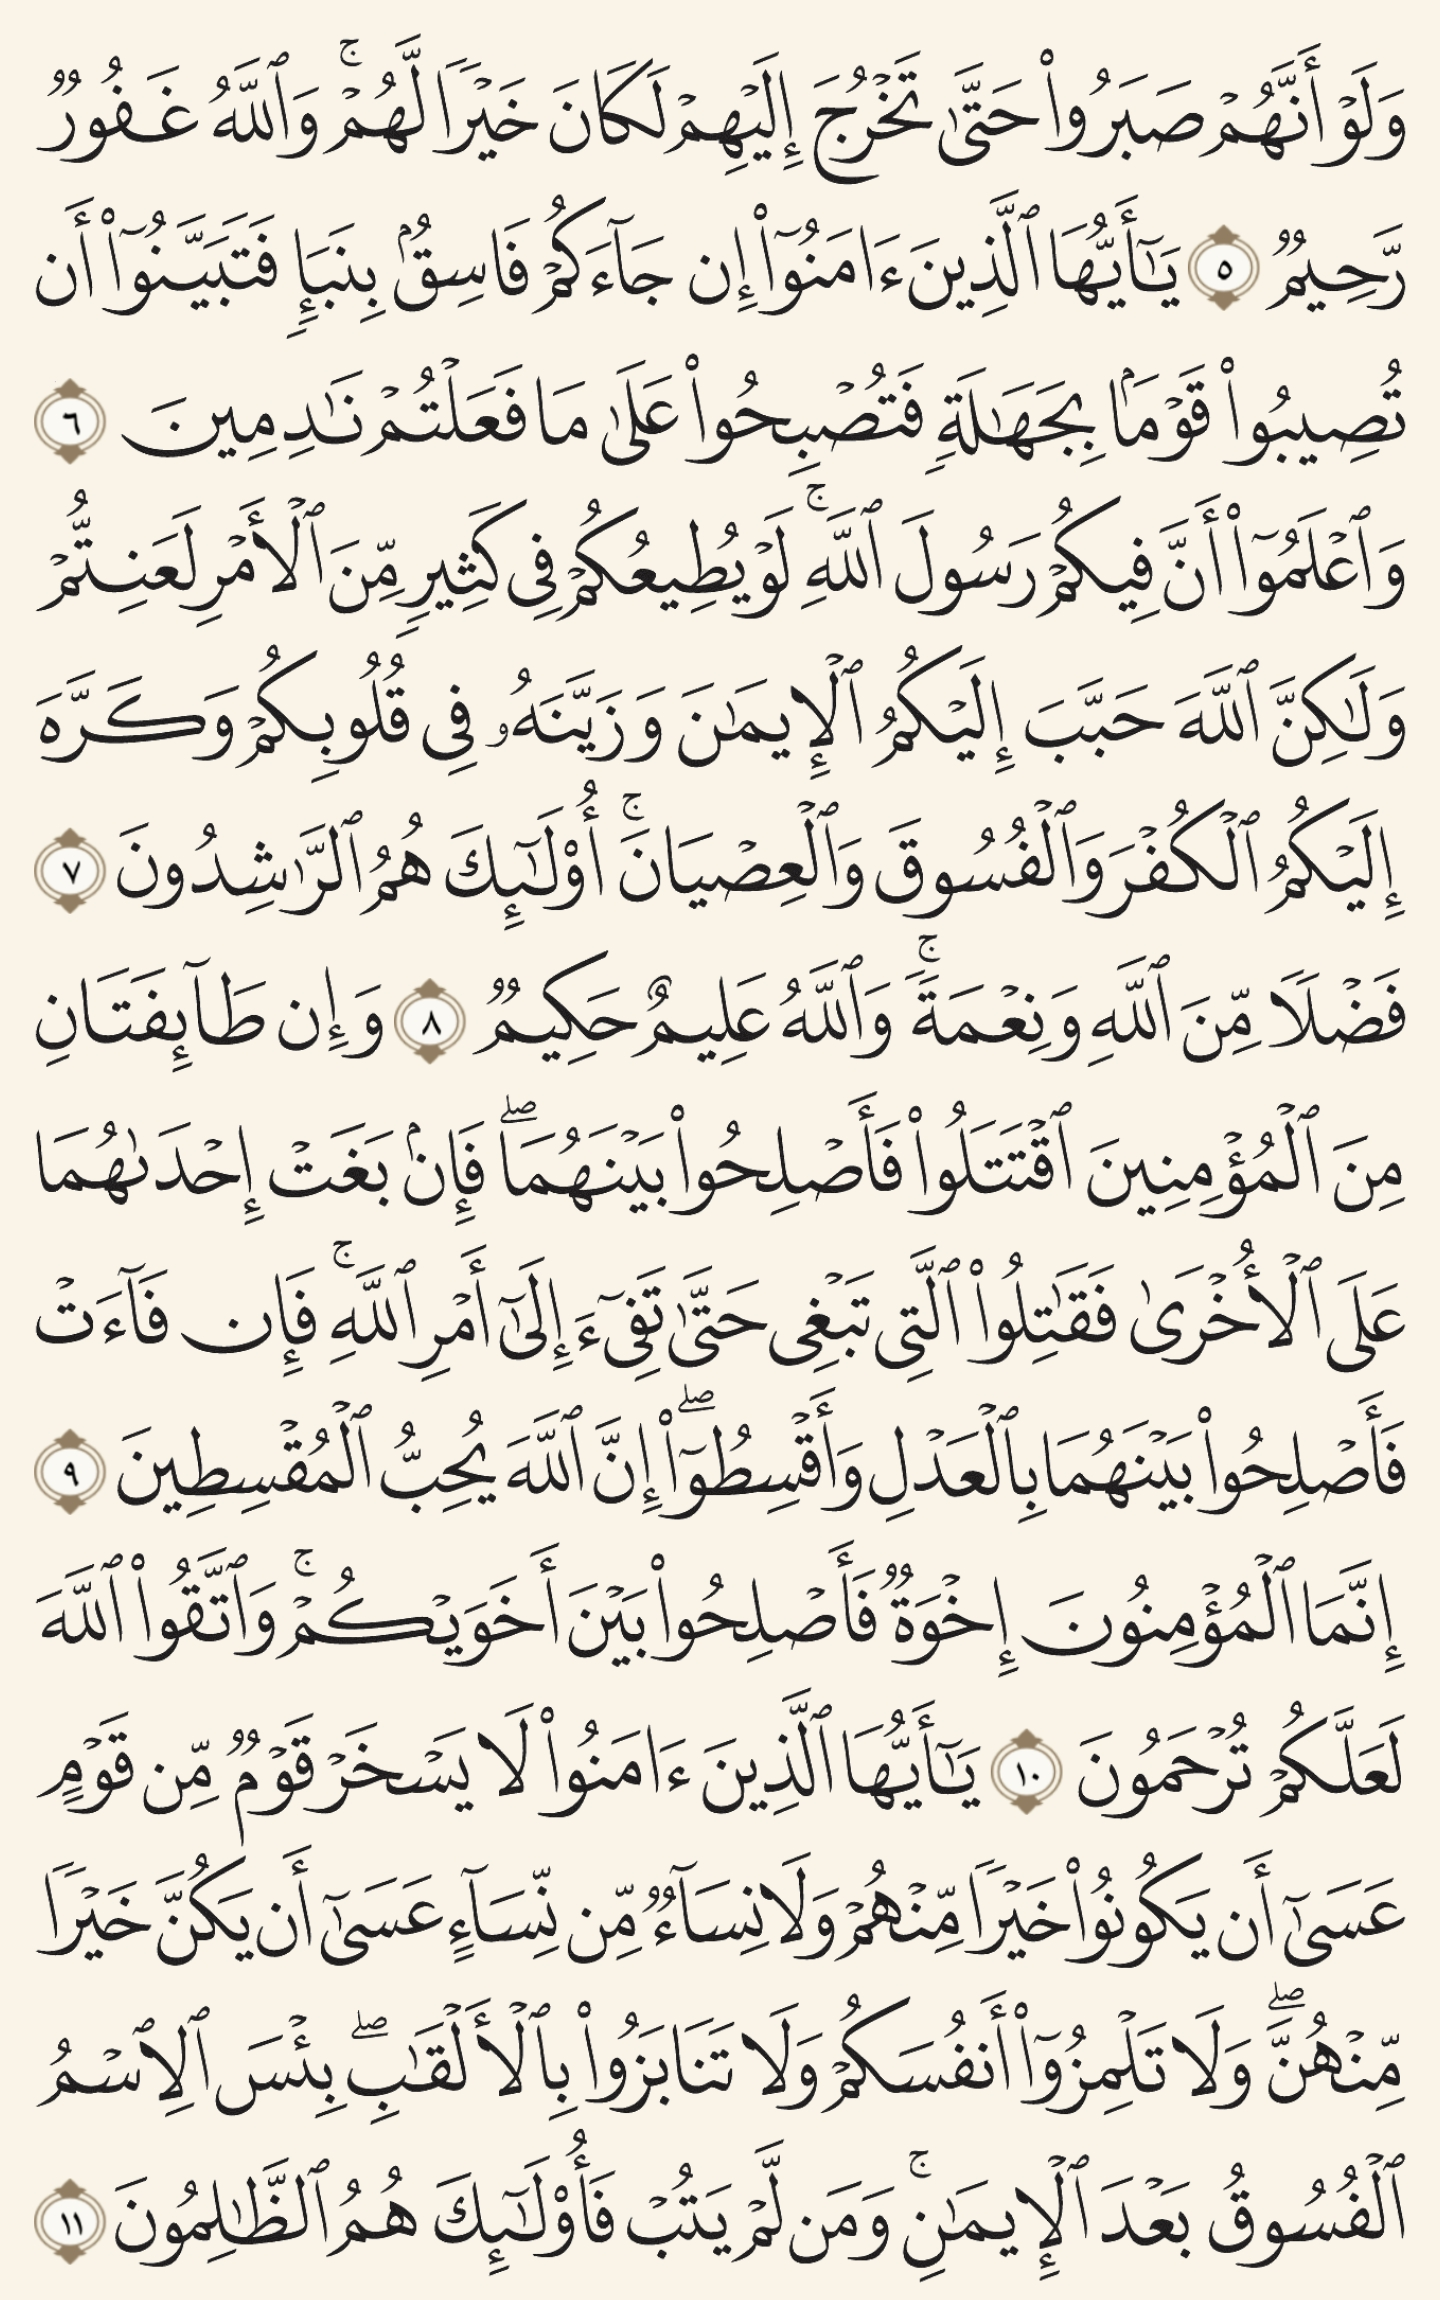 وَلَوْ أَنَّهُمْ صَبَرُوا۟ حَتَّىٰ تَخْرُجَ إِلَيْهِمْ لَكَانَ خَيْرًا لَّهُمْ ۚ وَٱللَّهُ غَفُورٌ
رَّحِيمٌ ٥ يَـٰٓأَيُّهَا ٱلَّذِينَ ءَامَنُوٓا۟ إِن جَآءَكُمْ فَاسِقٌۢ بِنَبَإٍ فَتَبَيَّنُوٓا۟ أَن
تُصِيبُوا۟ قَوْمًۢا بِجَهَـٰلَةٍ فَتُصْبِحُوا۟ عَلَىٰ مَا فَعَلْتُمْ نَـٰدِمِينَ ٦
وَٱعْلَمُوٓا۟ أَنَّ فِيكُمْ رَسُولَ ٱللَّهِ ۚ لَوْ يُطِيعُكُمْ فِى كَثِيرٍ مِّنَ ٱلْأَمْرِ لَعَنِتُّمْ
وَلَـٰكِنَّ ٱللَّهَ حَبَّبَ إِلَيْكُمُ ٱلْإِيمَـٰنَ وَزَيَّنَهُۥ فِى قُلُوبِكُمْ وَكَرَّهَ
إِلَيْكُمُ ٱلْكُفْرَ وَٱلْفُسُوقَ وَٱلْعِصْيَانَ ۚ أُو۟لَـٰٓئِكَ هُمُ ٱلرَّٰشِدُونَ ٧
فَضْلًا مِّنَ ٱللَّهِ وَنِعْمَةً ۚ وَٱللَّهُ عَلِيمٌ حَكِيمٌ ٨ وَإِن طَآئِفَتَانِ
مِنَ ٱلْمُؤْمِنِينَ ٱقْتَتَلُوا۟ فَأَصْلِحُوا۟ بَيْنَهُمَا ۖ فَإِنۢ بَغَتْ إِحْدَىٰهُمَا
عَلَى ٱلْأُخْرَىٰ فَقَـٰتِلُوا۟ ٱلَّتِى تَبْغِى حَتَّىٰ تَفِىٓءَ إِلَىٰٓ أَمْرِ ٱللَّهِ ۚ فَإِن فَآءَتْ
فَأَصْلِحُوا۟ بَيْنَهُمَا بِٱلْعَدْلِ وَأَقْسِطُوٓا۟ ۖ إِنَّ ٱللَّهَ يُحِبُّ ٱلْمُقْسِطِينَ ٩
إِنَّمَا ٱلْمُؤْمِنُونَ إِخْوَةٌ فَأَصْلِحُوا۟ بَيْنَ أَخَوَيْكُمْ ۚ وَٱتَّقُوا۟ ٱللَّهَ
لَعَلَّكُمْ تُرْحَمُونَ ١٠ يَـٰٓأَيُّهَا ٱلَّذِينَ ءَامَنُوا۟ لَا يَسْخَرْ قَوْمٌ مِّن قَوْمٍ
عَسَىٰٓ أَن يَكُونُوا۟ خَيْرًا مِّنْهُمْ وَلَا نِسَآءٌ مِّن نِّسَآءٍ عَسَىٰٓ أَن يَكُنَّ خَيْرًا
مِّنْهُنَّ ۖ وَلَا تَلْمِزُوٓا۟ أَنفُسَكُمْ وَلَا تَنَابَزُوا۟ بِٱلْأَلْقَـٰبِ ۖ بِئْسَ ٱلِٱسْمُ
ٱلْفُسُوقُ بَعْدَ ٱلْإِيمَـٰنِ ۚ وَمَن لَّمْ يَتُبْ فَأُو۟لَـٰٓئِكَ هُمُ ٱلظَّـٰلِمُونَ ١١